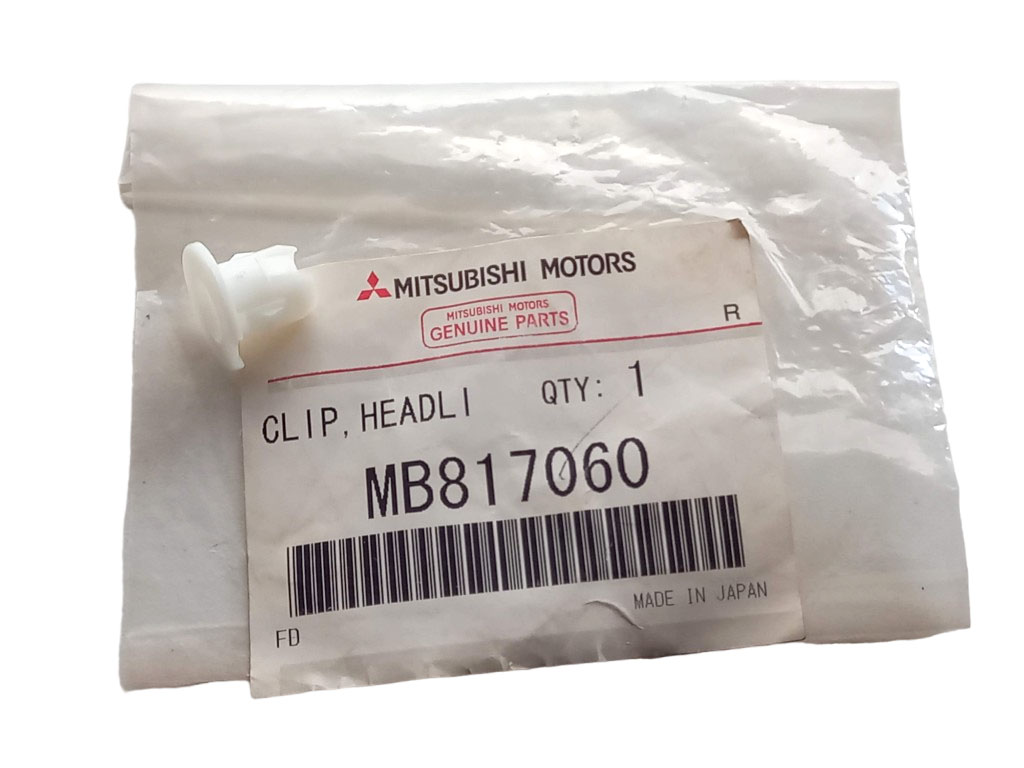 MITSUBISHI MOTORS
MITSUBISHI MOTORS
GENUINE PARTS
R
CLIP, HEADLI QTY: 1
MB817060
MADE IN JAPAN
FD